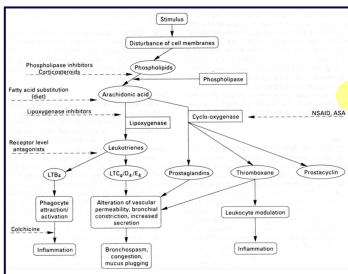 Stimulus
Disturbance of cell membranes
Phospholipase inhibitors
Corticosteroids
Phospholipids
Phospholipase
Fatty acid substitution
(diet)
Arachidonic acid
Lipoxygenase inhibitors
Cyclo-oxygenase
NSAID, ASA
Lipoxygenase
Receptor level
antagonists
Leukotrienes
LTB₄
LTC₄/D₄/E₄
Prostaglandins
Thromboxane
Prostacyclin
Phagocyte
attraction/
activation
Alteration of vascular
permeability, bronchial
constriction, increased
secretion
Leukocyte modulation
Colchicine
Inflammation
Bronchospasm,
congestion,
mucus plugging
Inflammation